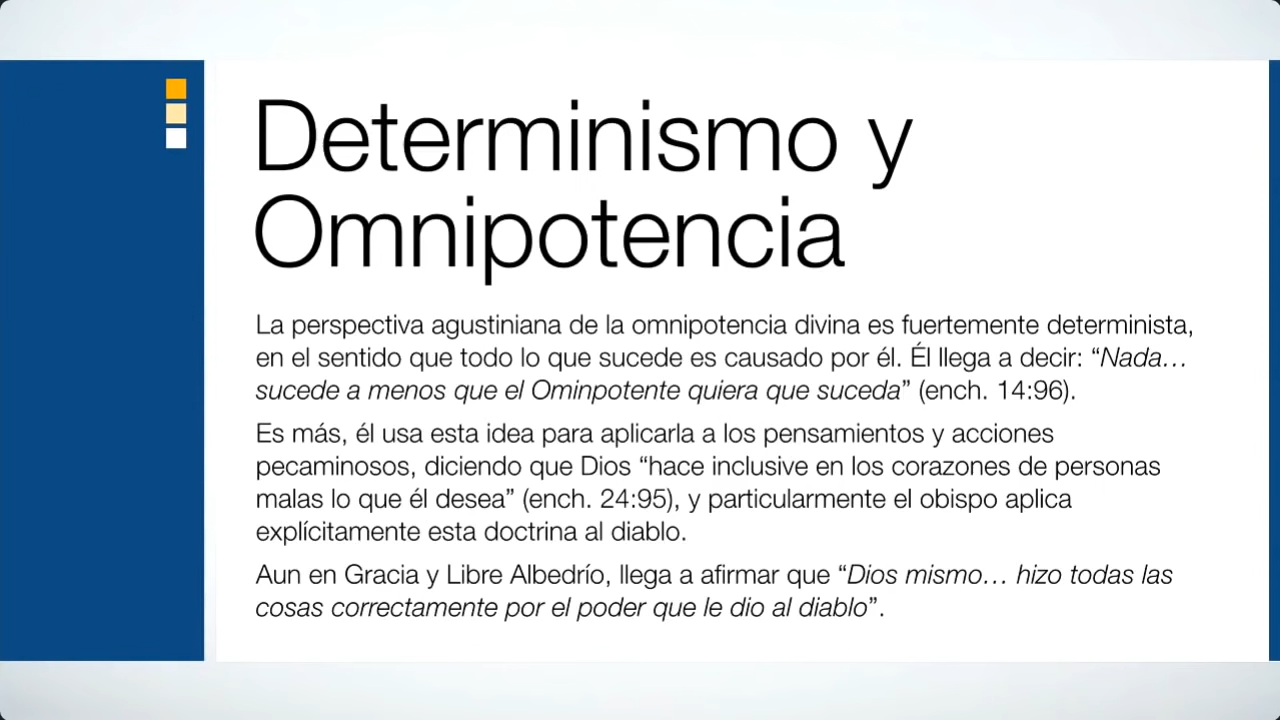 Determinismo y
Omnipotencia
La perspectiva agustiniana de la omnipotencia divina es fuertemente determinista,
en el sentido que todo lo que sucede es causado por él. Él llega a decir: “Nada…
sucede a menos que el Ominpotente quiera que suceda” (ench. 14:96).
Es más, él usa esta idea para aplicarla a los pensamientos y acciones
pecaminosos, diciendo que Dios “hace inclusive en los corazones de personas
malas lo que él desea” (ench. 24:95), y particularmente el obispo aplica
explícitamente esta doctrina al diablo.
Aun en Gracia y Libre Albedrío, llega a afirmar que “Dios mismo… hizo todas las
cosas correctamente por el poder que le dio al diablo”.